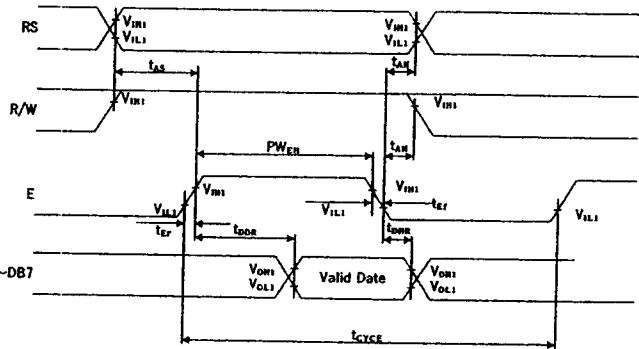 RS
VIH1
VIL1
VIH1
VIL1
tAS
tAH
R/W
VIH1
VIH1
tAH
PWEH
E
VIH1
VIH1
VIL1
VIL1
tEf
VIL1
tEr
tDDR
tDHR
~DB7
VOH1
VOL1
Valid Date
VOH1
VOL1
tCYCE